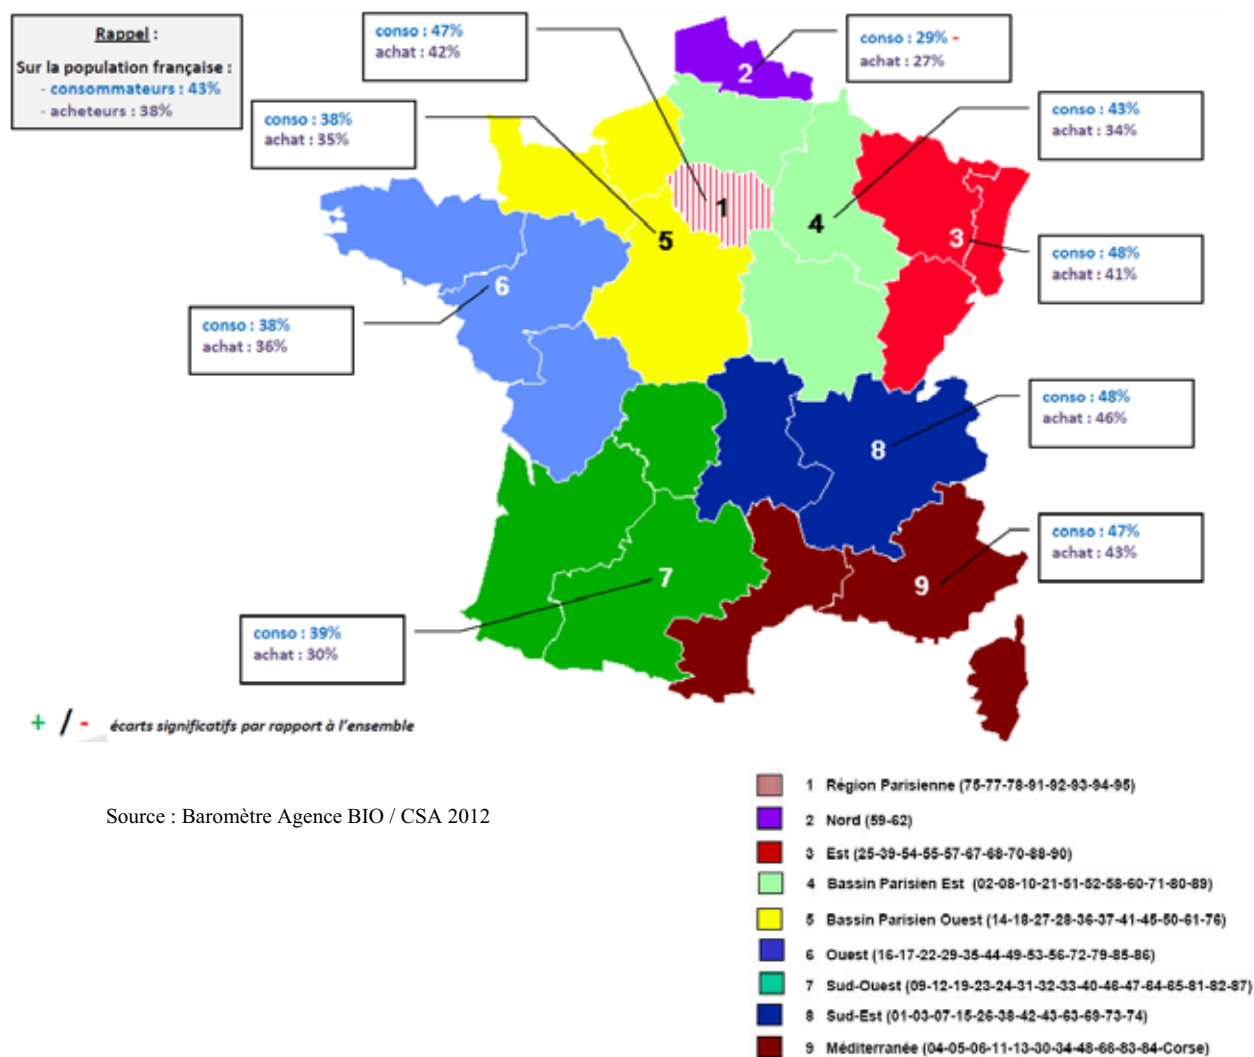 Rappel :
Sur la population française :
- consommateurs : 43%
- acheteurs : 38%
conso : 47%
achat : 42%
conso : 29% -
achat : 27%
conso : 38%
achat : 35%
conso : 43%
achat : 34%
conso : 48%
achat : 41%
conso : 38%
achat : 36%
conso : 48%
achat : 46%
conso : 47%
achat : 43%
conso : 39%
achat : 30%
2
1
4
3
5
6
8
7
9
+ / - écarts significatifs par rapport à l'ensemble
Source : Baromètre Agence BIO / CSA 2012
1 Région Parisienne (75-77-78-91-92-93-94-95)
2 Nord (59-62)
3 Est (25-39-54-55-57-67-68-70-88-90)
4 Bassin Parisien Est (02-08-10-21-51-52-58-60-71-80-89)
5 Bassin Parisien Ouest (14-18-27-28-36-37-41-45-50-61-76)
6 Ouest (16-17-22-29-35-44-49-53-56-72-79-85-86)
7 Sud-Ouest (09-12-19-23-24-31-32-33-40-46-47-64-65-81-82-87)
8 Sud-Est (01-03-07-15-26-38-42-43-63-69-73-74)
9 Méditerranée (04-05-06-11-13-30-34-48-66-83-84-Corse)